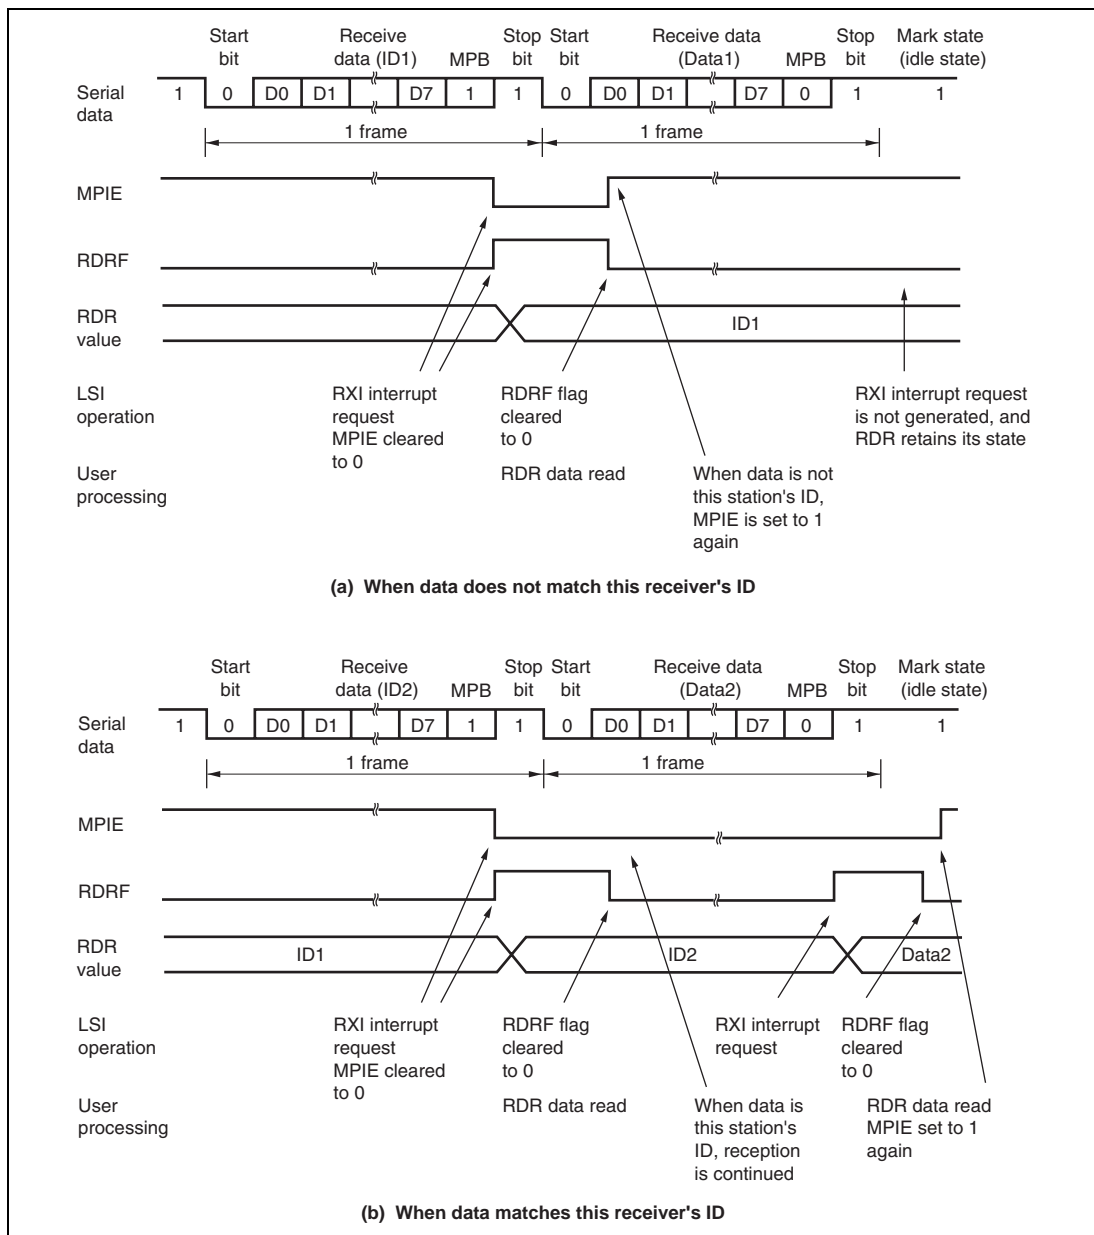 Start bit Receive data (ID1) MPB Stop bit Start bit Receive data (Data1) MPB Stop bit Mark state (idle state)
Serial data 1 0 D0 D1 D7 1 1 0 D0 D1 D7 0 1 1
1 frame 1 frame
MPIE
RDRF
RDR value ID1
LSI operation
RXI interrupt request MPIE cleared to 0
RDRF flag cleared to 0
RXI interrupt request is not generated, and RDR retains its state
User processing
RDR data read
When data is not this station's ID, MPIE is set to 1 again
(a) When data does not match this receiver's ID
Start bit Receive data (ID2) MPB Stop bit Start bit Receive data (Data2) MPB Stop bit Mark state (idle state)
Serial data 1 0 D0 D1 D7 1 1 0 D0 D1 D7 0 1 1
1 frame 1 frame
MPIE
RDRF
RDR value ID1 ID2 Data2
LSI operation
RXI interrupt request MPIE cleared to 0
RDRF flag cleared to 0
RXI interrupt request
RDRF flag cleared to 0
User processing
RDR data read
When data is this station's ID, reception is continued
RDR data read MPIE set to 1 again
(b) When data matches this receiver's ID